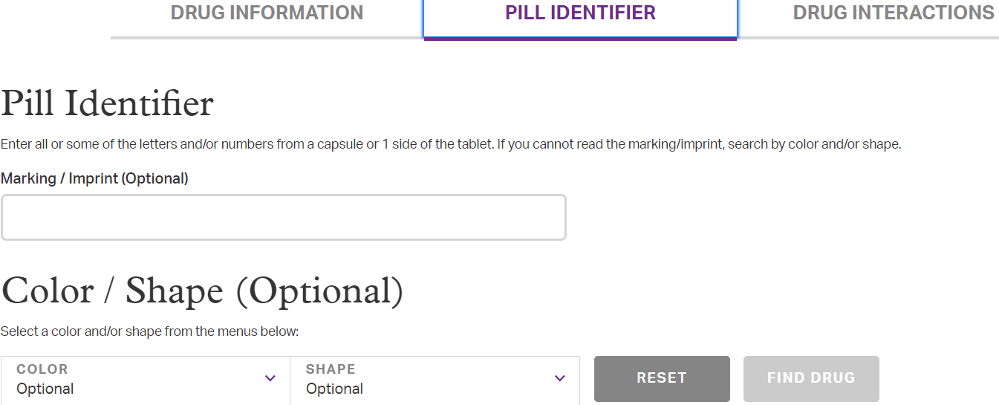 DRUG INFORMATION PILL IDENTIFIER DRUG INTERACTIONS
Pill Identifier
Enter all or some of the letters and/or numbers from a capsule or 1 side of the tablet. If you cannot read the marking/imprint, search by color and/or shape.
Marking / Imprint (Optional)
Color / Shape (Optional)
Select a color and/or shape from the menus below:
COLOR SHAPE
Optional Optional RESET FIND DRUG